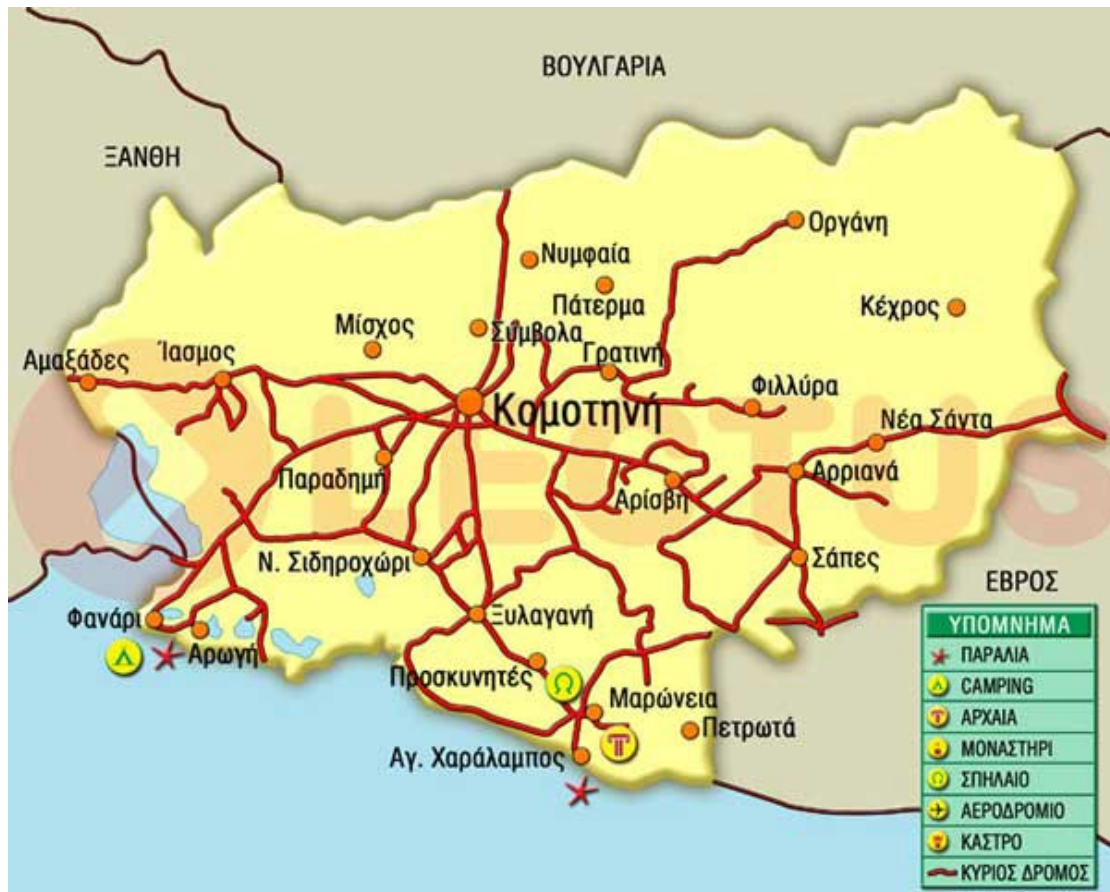 ΒΟΥΛΓΑΡΙΑ
ΞΑΝΘΗ
Οργάνη
Νυμφαία
Πάτερμα
Κέχρος
Μίσχος
Σύμβολα
Αμαξάδες
Ίασμος
Γρατινή
Φιλλύρα
Κομοτηνή
Νέα Σάντα
Παραδημή
Αρίσβη
Αρριανά
LECTUS
Ν. Σιδηροχώρι
Σάπες
ΕΒΡΟΣ
Φανάρι
Ξυλαγανή
Αρωγή
Προσκυνητές
Μαρώνεια
Πετρωτά
Αγ. Χαράλαμπος
ΥΠΟΜΝΗΜΑ
ΠΑΡΑΛΙΑ
CAMPING
ΑΡΧΑΙΑ
ΜΟΝΑΣΤΗΡΙ
ΣΠΗΛΑΙΟ
ΑΕΡΟΔΡΟΜΙΟ
ΚΑΣΤΡΟ
ΚΥΡΙΟΣ ΔΡΟΜΟΣ